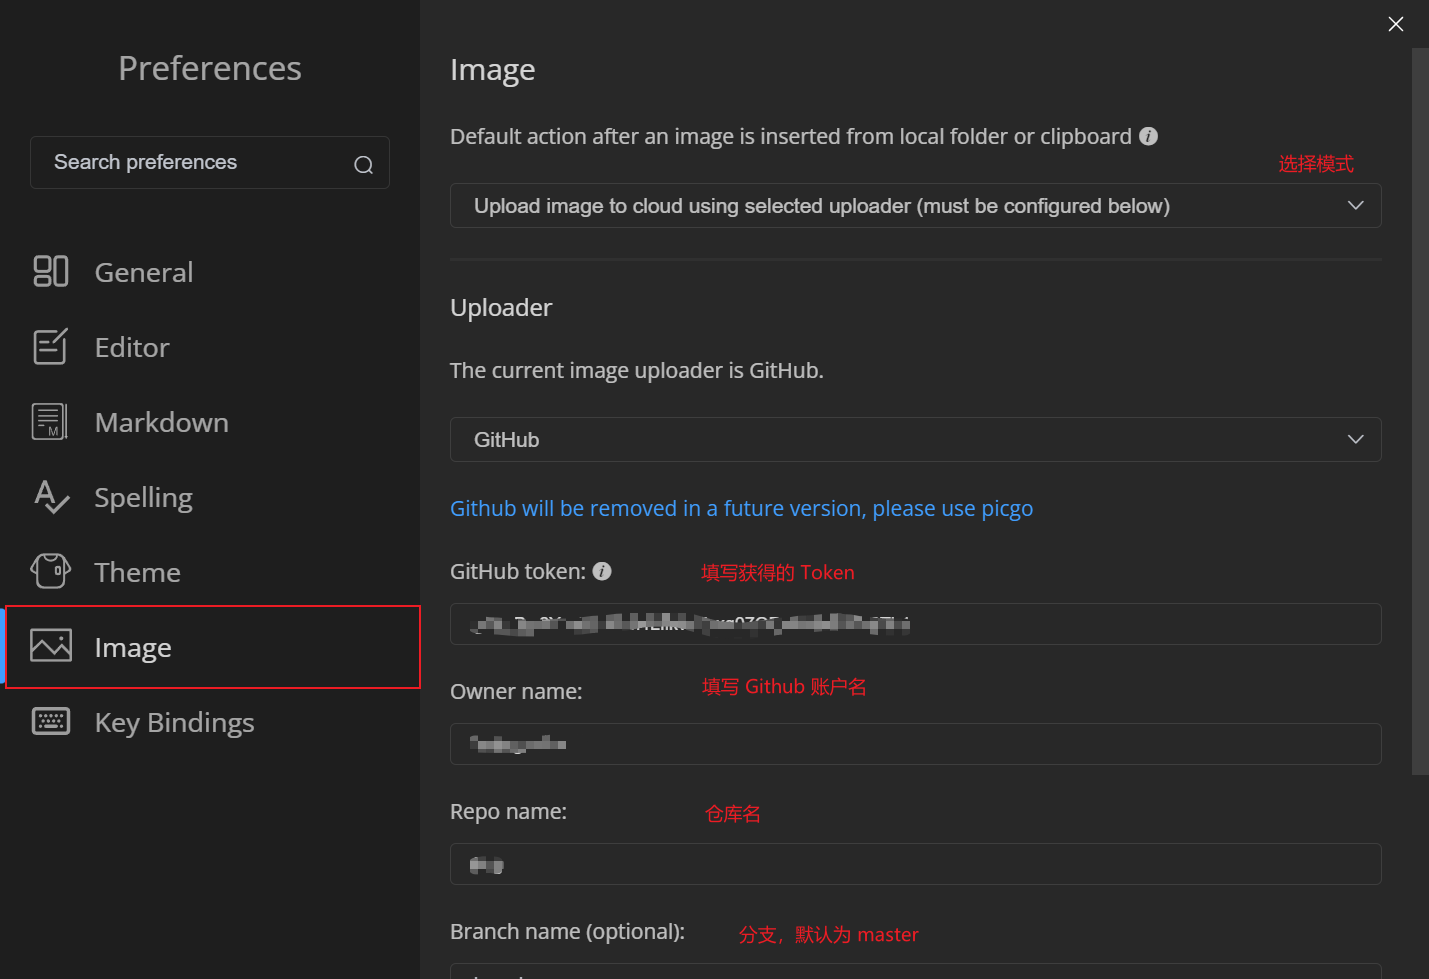 Preferences
Search preferences
General
Editor
Markdown
Spelling
Theme
Image
Key Bindings
Image
Default action after an image is inserted from local folder or clipboard
选择模式
Upload image to cloud using selected uploader (must be configured below)
Uploader
The current image uploader is GitHub.
GitHub
Github will be removed in a future version, please use picgo
GitHub token:
填写获得的 Token
Owner name:
填写 Github 账户名
Repo name:
仓库名
Branch name (optional):
分支，默认为 master